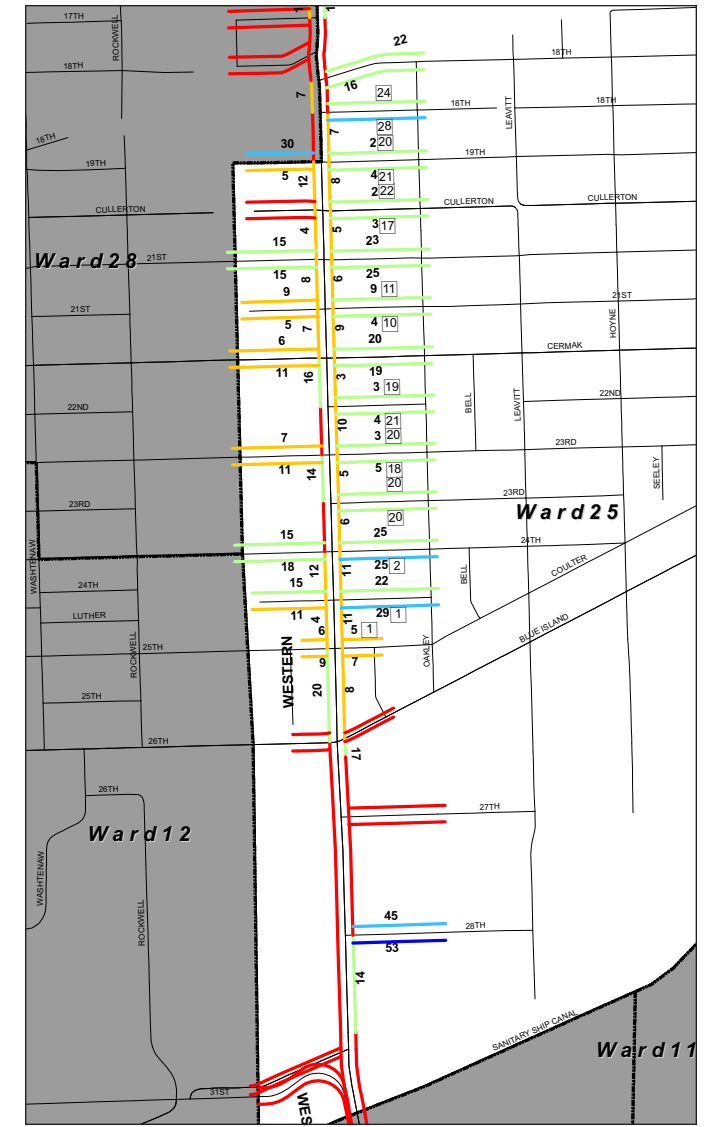 17TH
ROCKWELL
1
1
22
18TH
18TH
7
16
24
18TH
LEAVITT
18TH
18TH
7
28
30
2 20
19TH
19TH
5
12
8
4 21
2 22
CULLERTON
CULLERTON
CULLERTON
4
5
3 17
15
23
Ward28
21ST
15
8
6
25
9
9 11
21ST
21ST
5
7
9
4 10
HOYNE
6
20
CERMAK
11
16
3
19
3 19
22ND
BELL
LEAVITT
22ND
10
4 21
7
3 20
23RD
11
14
5
5 18
20
SEELEY
23RD
23RD
6
20
Ward25
15
25
24TH
WASHTENAW
18
12
11
25 2
BELL
COULTER
24TH
15
22
LUTHER
11
4
11
29 1
6
5 1
BLUE ISLAND
ROCKWELL
25TH
WESTERN
9
7
OAKLEY
25TH
20
8
26TH
17
26TH
27TH
Ward12
WASHTENAW
ROCKWELL
45
28TH
53
14
SANITARY SHIP CANAL
Ward11
31ST
WES